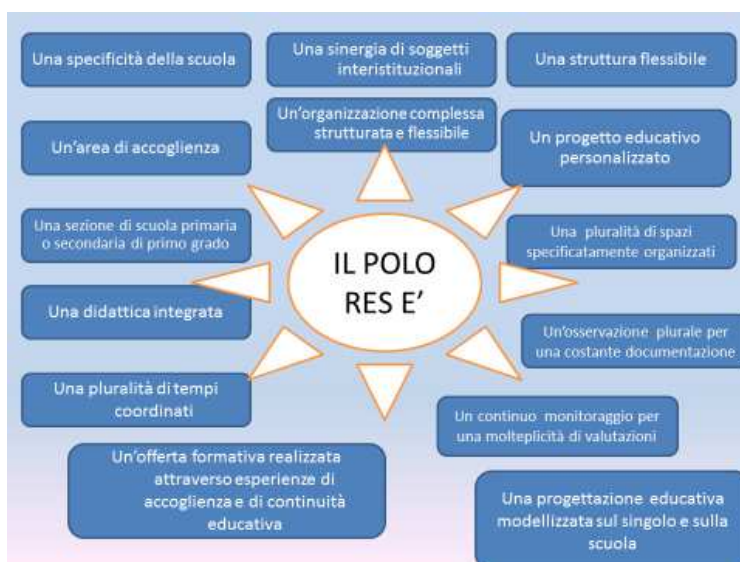 Una specificità della scuola
Una sinergia di soggetti
interistituzionali
Una struttura flessibile
Un'organizzazione complessa
strutturata e flessibile
Un'area di accoglienza
Un progetto educativo
personalizzato
Una sezione di scuola primaria
o secondaria di primo grado
Una pluralità di spazi
specificatamente organizzati
IL POLO
RES E'
Una didattica integrata
Un'osservazione plurale per
una costante documentazione
Una pluralità di tempi
coordinati
Un continuo monitoraggio per
una molteplicità di valutazioni
Un'offerta formativa realizzata
attraverso esperienze di
accoglienza e di continuità
educativa
Una progettazione educativa
modellizzata sul singolo e sulla
scuola